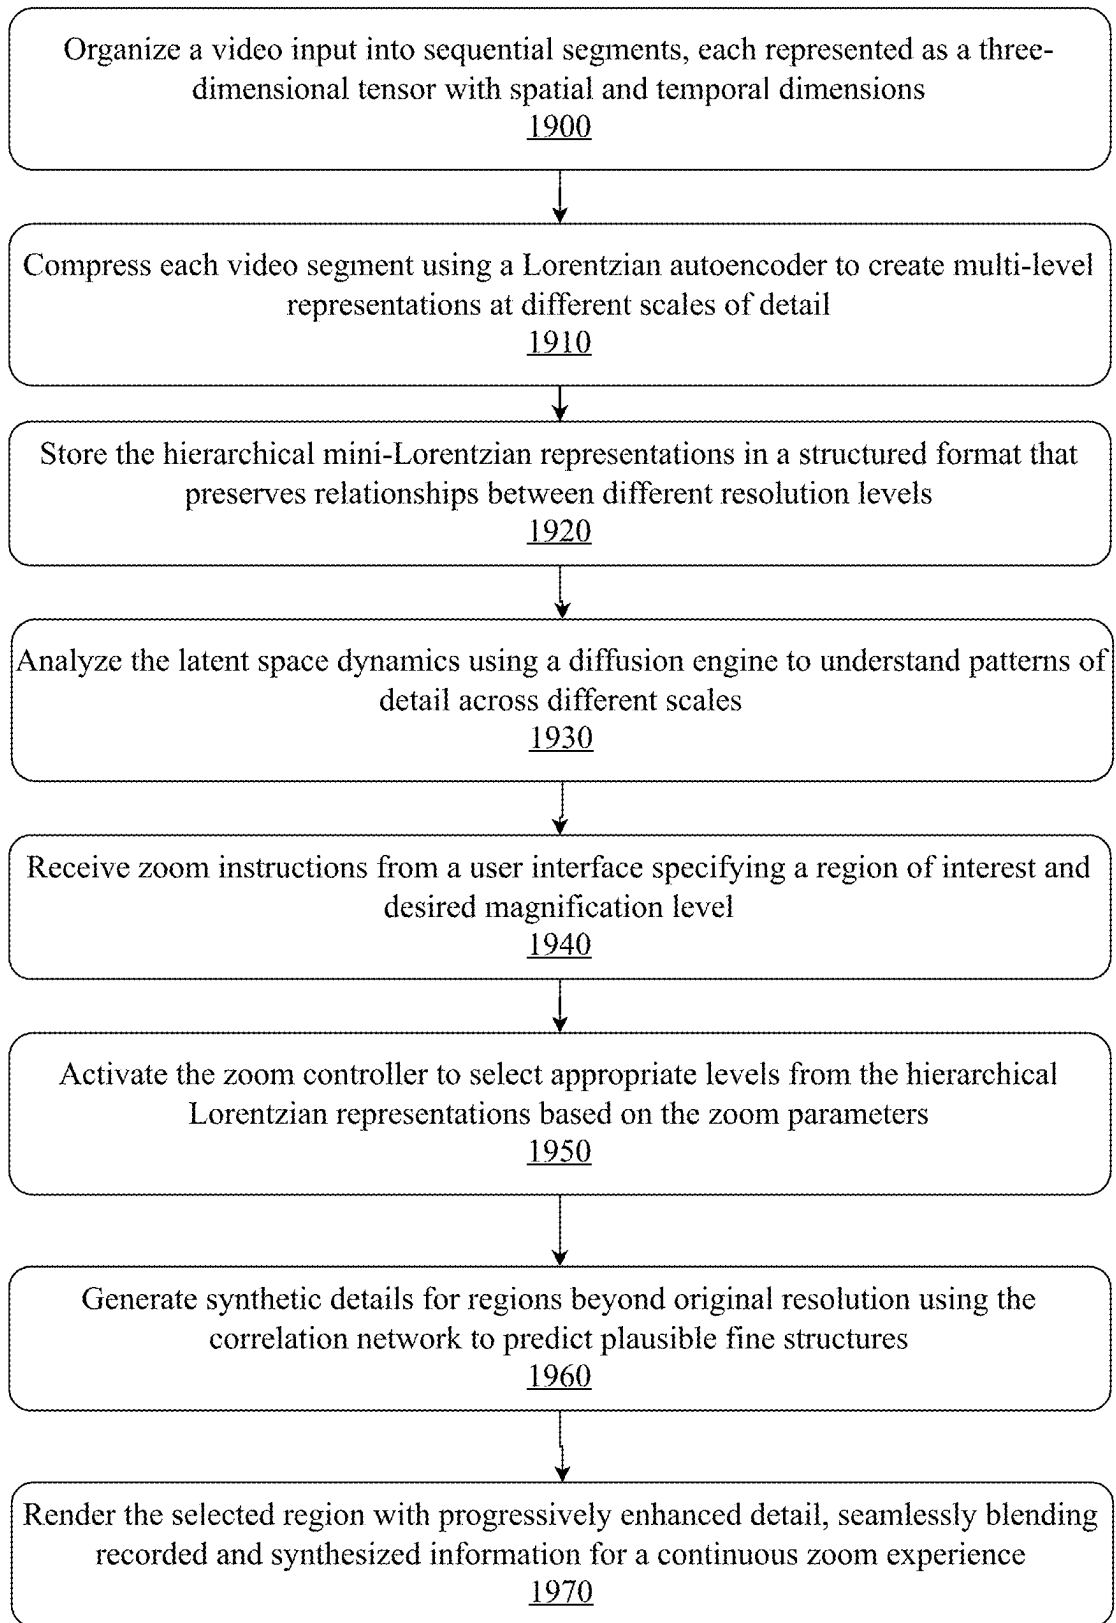 Organize a video input into sequential segments, each represented as a three-
dimensional tensor with spatial and temporal dimensions
1900
Compress each video segment using a Lorentzian autoencoder to create multi-level
representations at different scales of detail
1910
Store the hierarchical mini-Lorentzian representations in a structured format that
preserves relationships between different resolution levels
1920
Analyze the latent space dynamics using a diffusion engine to understand patterns of
detail across different scales
1930
Receive zoom instructions from a user interface specifying a region of interest and
desired magnification level
1940
Activate the zoom controller to select appropriate levels from the hierarchical
Lorentzian representations based on the zoom parameters
1950
Generate synthetic details for regions beyond original resolution using the
correlation network to predict plausible fine structures
1960
Render the selected region with progressively enhanced detail, seamlessly blending
recorded and synthesized information for a continuous zoom experience
1970